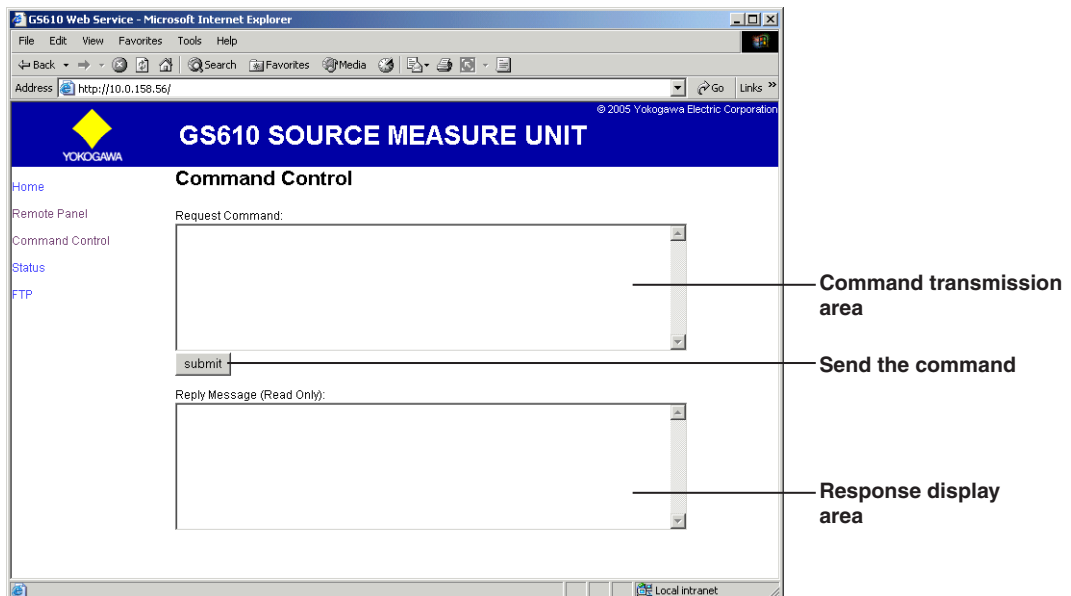 GS610 Web Service - Microsoft Internet Explorer
File Edit View Favorites Tools Help
Back Search Favorites Media
Address http://10.0.158.56/ Go Links »
© 2005 Yokogawa Electric Corporation
YOKOGAWA
GS610 SOURCE MEASURE UNIT
Home
Remote Panel
Command Control
Status
FTP
Command Control
Request Command:
submit
Reply Message (Read Only):
Command transmission
area
Send the command
Response display
area
Local intranet